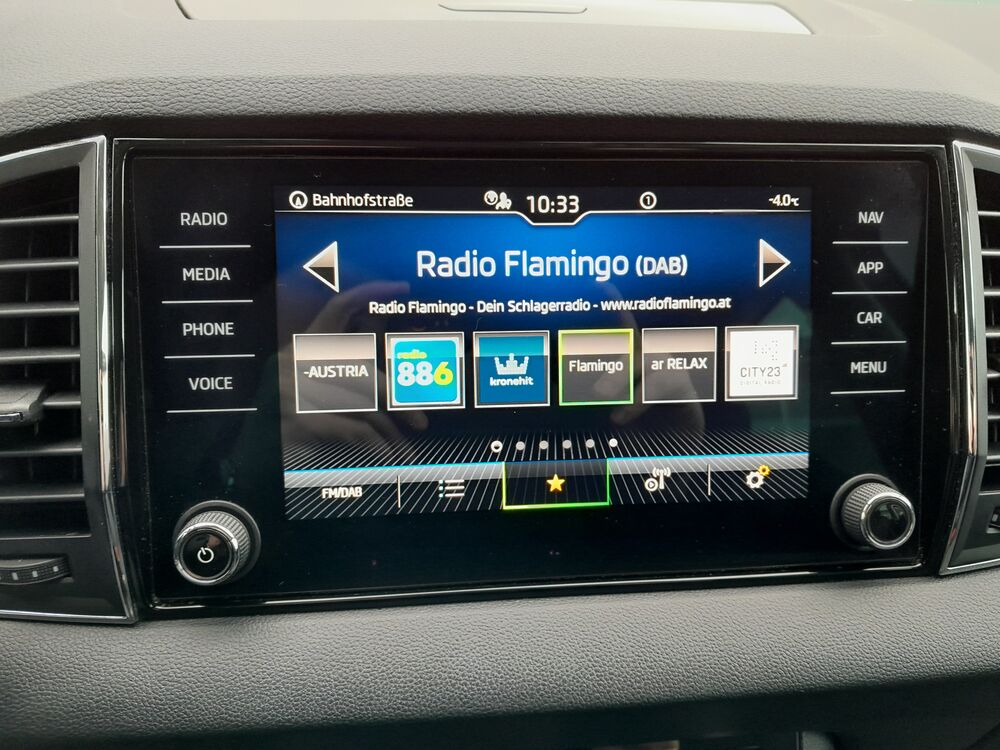 Bahnhofstraße 10:33 1 -4.0°C
RADIO
MEDIA
PHONE
VOICE
Radio Flamingo (DAB)
Radio Flamingo - Dein Schlagerradio - www.radioflamingo.at
-AUSTRIA
radio
886
kronehit
Flamingo
ar RELAX
CITY23
DIGITAL RADIO
FM/DAB
NAV
APP
CAR
MENU